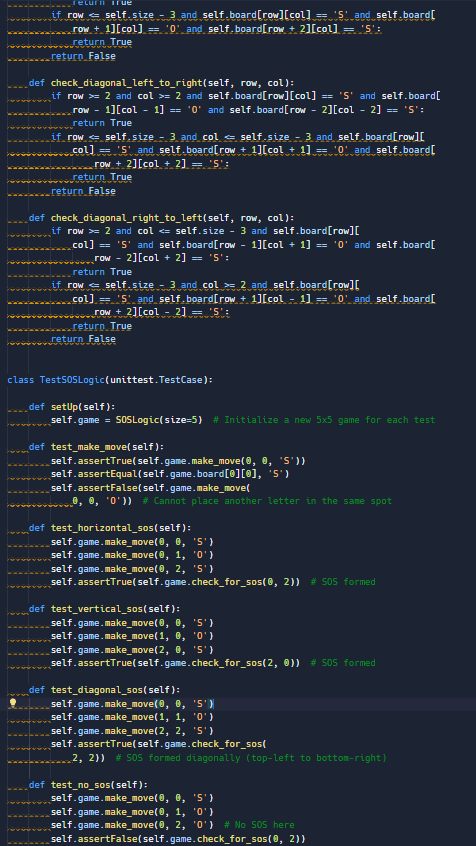 return True
if row <= self.size - 3 and self.board[row][col] == 'S' and self.board[
row + 1][col] == 'O' and self.board[row + 2][col] == 'S':
return True
return False
def check_diagonal_left_to_right(self, row, col):
if row >= 2 and col >= 2 and self.board[row][col] == 'S' and self.board[
row - 1][col - 1] == 'O' and self.board[row - 2][col - 2] == 'S':
return True
if row <= self.size - 3 and col <= self.size - 3 and self.board[row][
col] == 'S' and self.board[row + 1][col + 1] == 'O' and self.board[
row + 2][col + 2] == 'S':
return True
return False
def check_diagonal_right_to_left(self, row, col):
if row >= 2 and col <= self.size - 3 and self.board[row][
col] == 'S' and self.board[row - 1][col + 1] == 'O' and self.board[
row - 2][col + 2] == 'S':
return True
if row <= self.size - 3 and col >= 2 and self.board[row][
col] == 'S' and self.board[row + 1][col - 1] == 'O' and self.board[
row + 2][col - 2] == 'S':
return True
return False
class TestSOSLogic(unittest.TestCase):
def setUp(self):
self.game = SOSLogic(size=5)  # Initialize a new 5x5 game for each test
def test_make_move(self):
self.assertTrue(self.game.make_move(0, 0, 'S'))
self.assertEqual(self.game.board[0][0], 'S')
self.assertFalse(self.game.make_move(
0, 0, 'O'))  # Cannot place another letter in the same spot
def test_horizontal_sos(self):
self.game.make_move(0, 0, 'S')
self.game.make_move(0, 1, 'O')
self.game.make_move(0, 2, 'S')
self.assertTrue(self.game.check_for_sos(0, 2))  # SOS formed
def test_vertical_sos(self):
self.game.make_move(0, 0, 'S')
self.game.make_move(1, 0, 'O')
self.game.make_move(2, 0, 'S')
self.assertTrue(self.game.check_for_sos(2, 0))  # SOS formed
def test_diagonal_sos(self):
self.game.make_move(0, 0, 'S')
self.game.make_move(1, 1, 'O')
self.game.make_move(2, 2, 'S')
self.assertTrue(self.game.check_for_sos(
2, 2))  # SOS formed diagonally (top-left to bottom-right)
def test_no_sos(self):
self.game.make_move(0, 0, 'S')
self.game.make_move(0, 1, 'O')
self.game.make_move(0, 2, 'O')  # No SOS here
self.assertFalse(self.game.check_for_sos(0, 2))